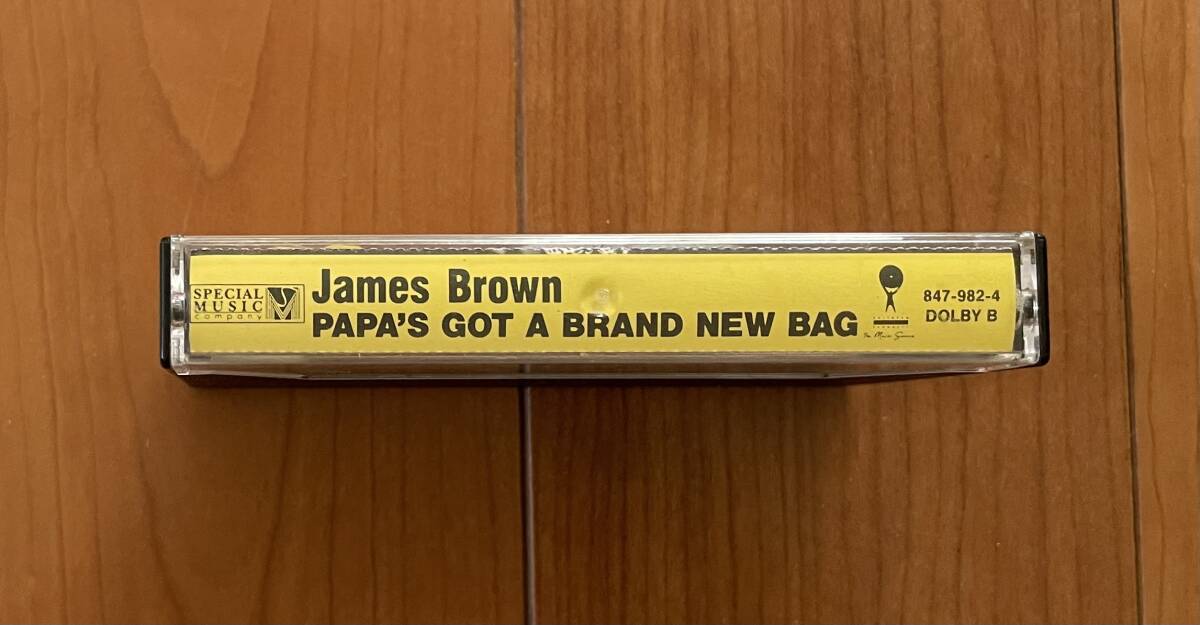 SPECIAL
MUSIC
company
James Brown
PAPA'S GOT A BRAND NEW BAG
847-982-4
DOLBY B